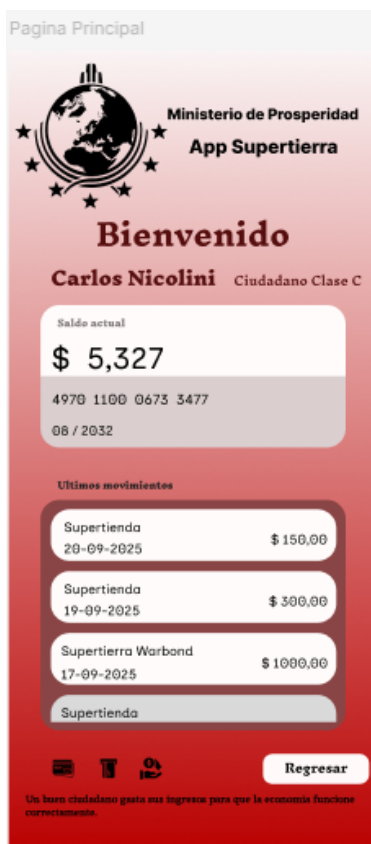 Pagina Principal
Ministerio de Prosperidad
App Supertierra
Bienvenido
Carlos Nicolini Ciudadano Clase C
Saldo actual
$ 5,327
4970 1100 0673 3477
08 / 2032
Ultimos movimientos
Supertienda
20-09-2025
$ 150,00
Supertienda
19-09-2025
$ 300,00
Supertierra Warbond
17-09-2025
$ 1000,00
Supertienda
Regresar
Un buen ciudadano gasta sus ingresos para que la economia funcione
correctamente.